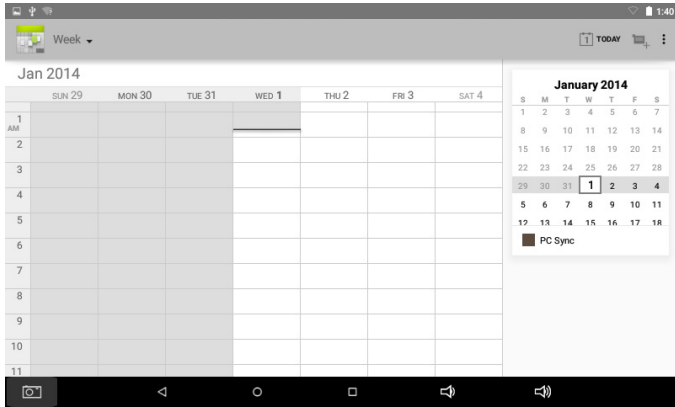 1:40
Week
1 TODAY
Jan 2014
SUN 29 MON 30 TUE 31 WED 1 THU 2 FRI 3 SAT 4
1
AM
2
3
4
5
6
7
8
9
10
11
January 2014
S M T W T F S
1 2 3 4 5 6 7
8 9 10 11 12 13 14
15 16 17 18 19 20 21
22 23 24 25 26 27 28
29 30 31 1 2 3 4
5 6 7 8 9 10 11
12 13 14 15 16 17 18
PC Sync